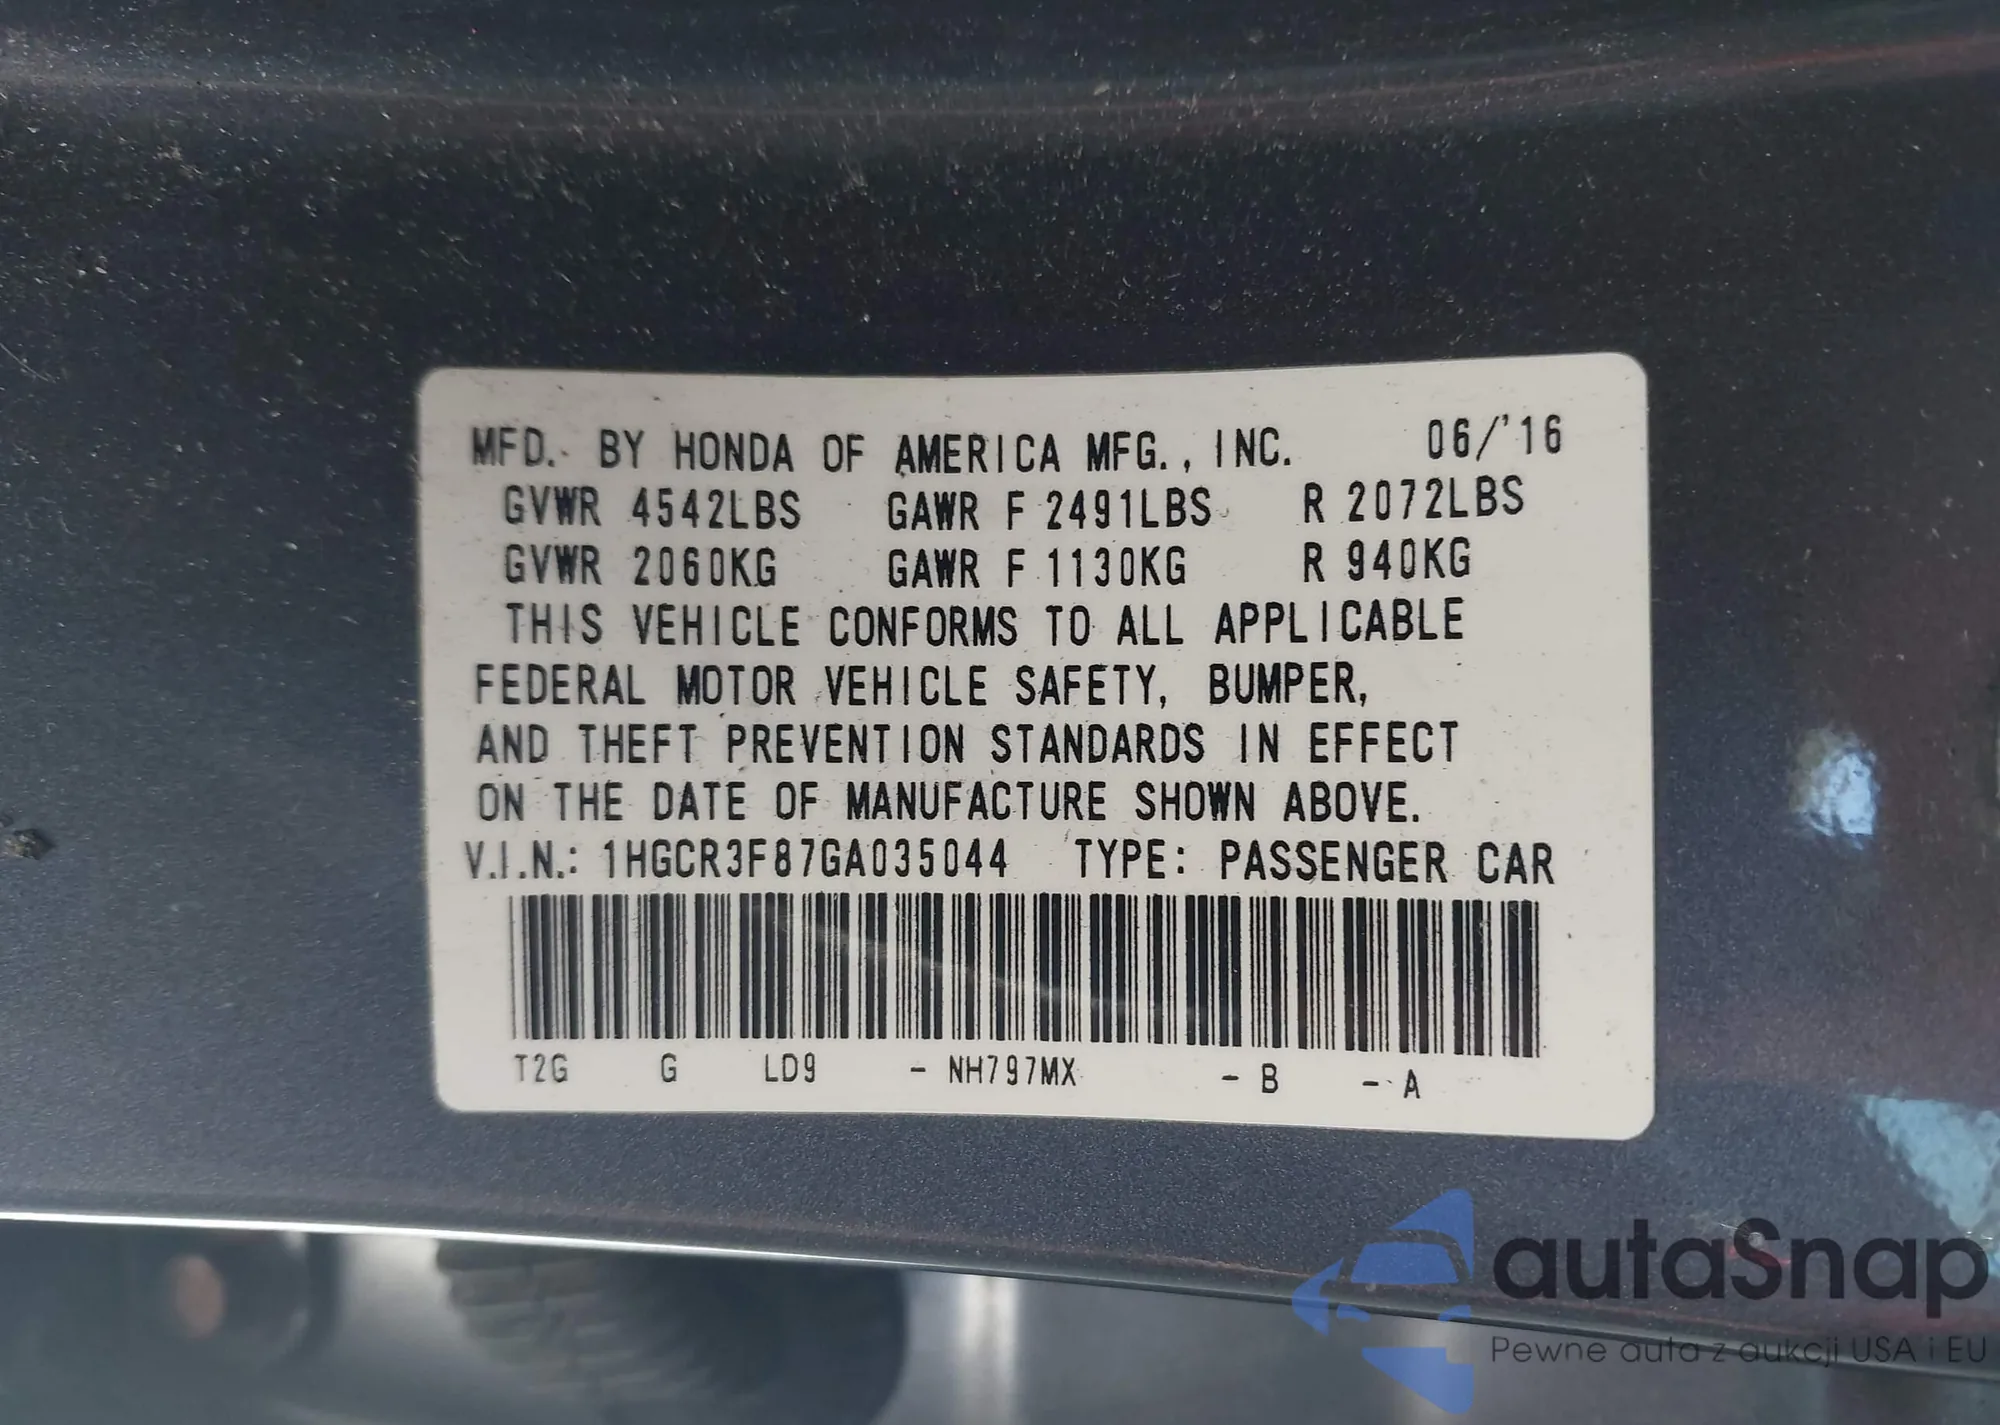 MFD. BY HONDA OF AMERICA MFG., INC. 06/'16
GVWR 4542LBS GAWR F 2491LBS R 2072LBS
GVWR 2060KG GAWR F 1130KG R 940KG
THIS VEHICLE CONFORMS TO ALL APPLICABLE
FEDERAL MOTOR VEHICLE SAFETY, BUMPER,
AND THEFT PREVENTION STANDARDS IN EFFECT
ON THE DATE OF MANUFACTURE SHOWN ABOVE.
V.I.N.: 1HGCR3F87GA035044 TYPE: PASSENGER CAR
T2G G LD9 - NH797MX - B - A
autaSnap
Pewne auta z aukcji USA i EU